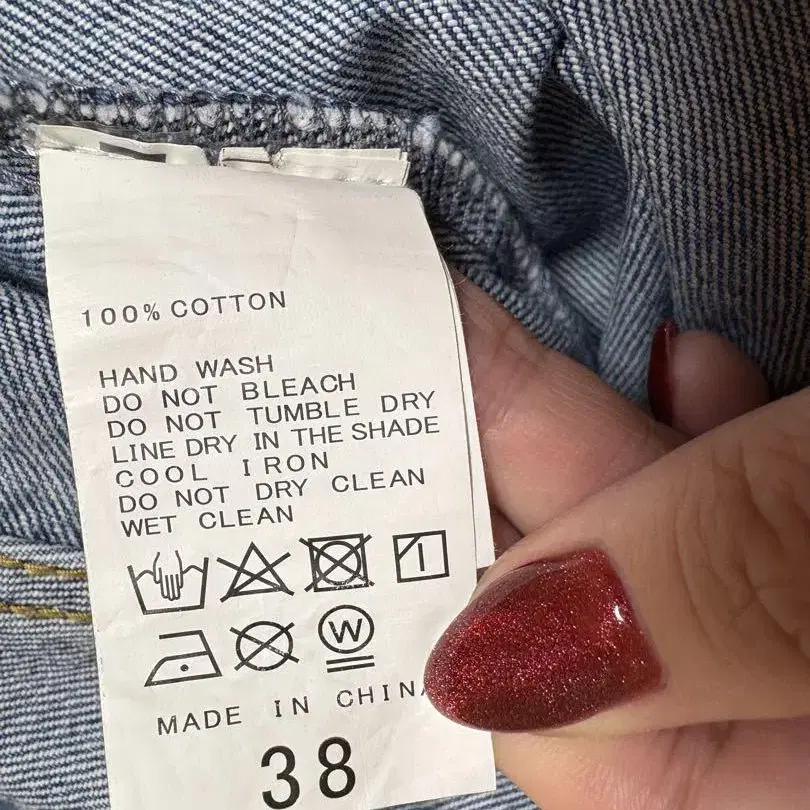 100% COTTON
HAND WASH
DO NOT BLEACH
DO NOT TUMBLE DRY
LINE DRY IN THE SHADE
COOL IRON
DO NOT DRY CLEAN
WET CLEAN
W
MADE IN CHINA
38